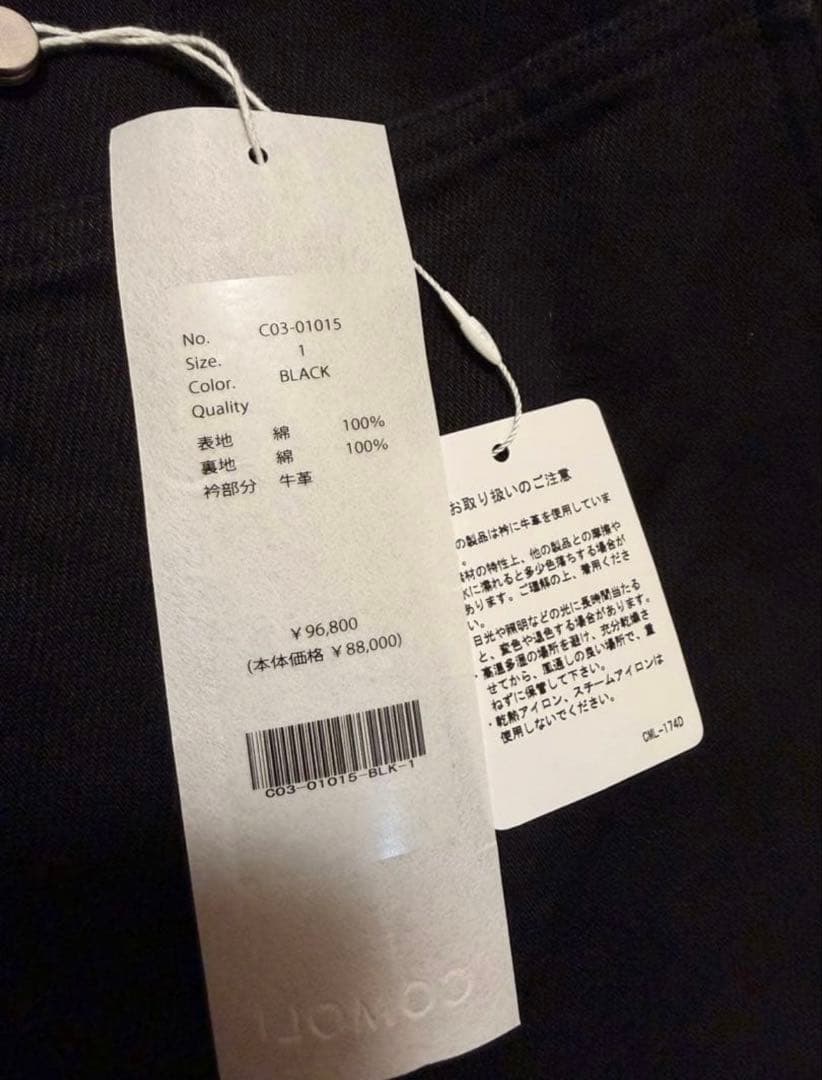 No. C03-01015
Size. 1
Color. BLACK
Quality
表地 綿 100%
裏地 綿 100%
衿部分 牛革
¥96,800
(本体価格 ¥88,000)
C03-01015-BLK-1
COMOLI
お取り扱いのご注意
の製品は衿に牛革を使用していま
。
材の特性上、他の製品との摩擦や
水に濡れると多少色落ちする場合が
あります。ご理解の上、着用くださ
い。
日光や照明などの光に長時間当たる
と、変色や退色する場合があります。
・高温多湿の場所を避け、充分乾燥さ
せてから、風通しの良い場所で、重
ねずに保管して下さい。
・乾熱アイロン、スチームアイロンは
使用しないでください。
CML-174D